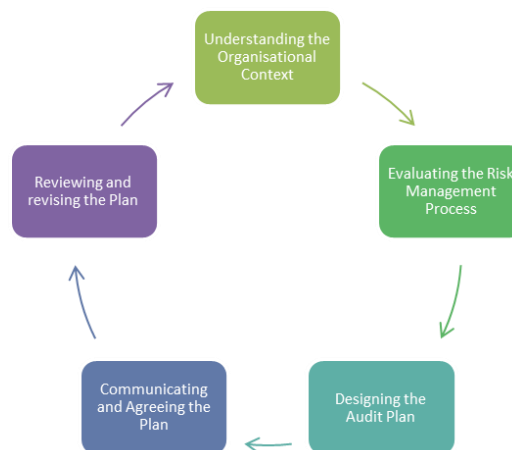 Understanding the
Organisational
Context
Evaluating the Risk
Management
Process
Designing the
Audit Plan
Communicating
and Agreeing the
Plan
Reviewing and
revising the Plan